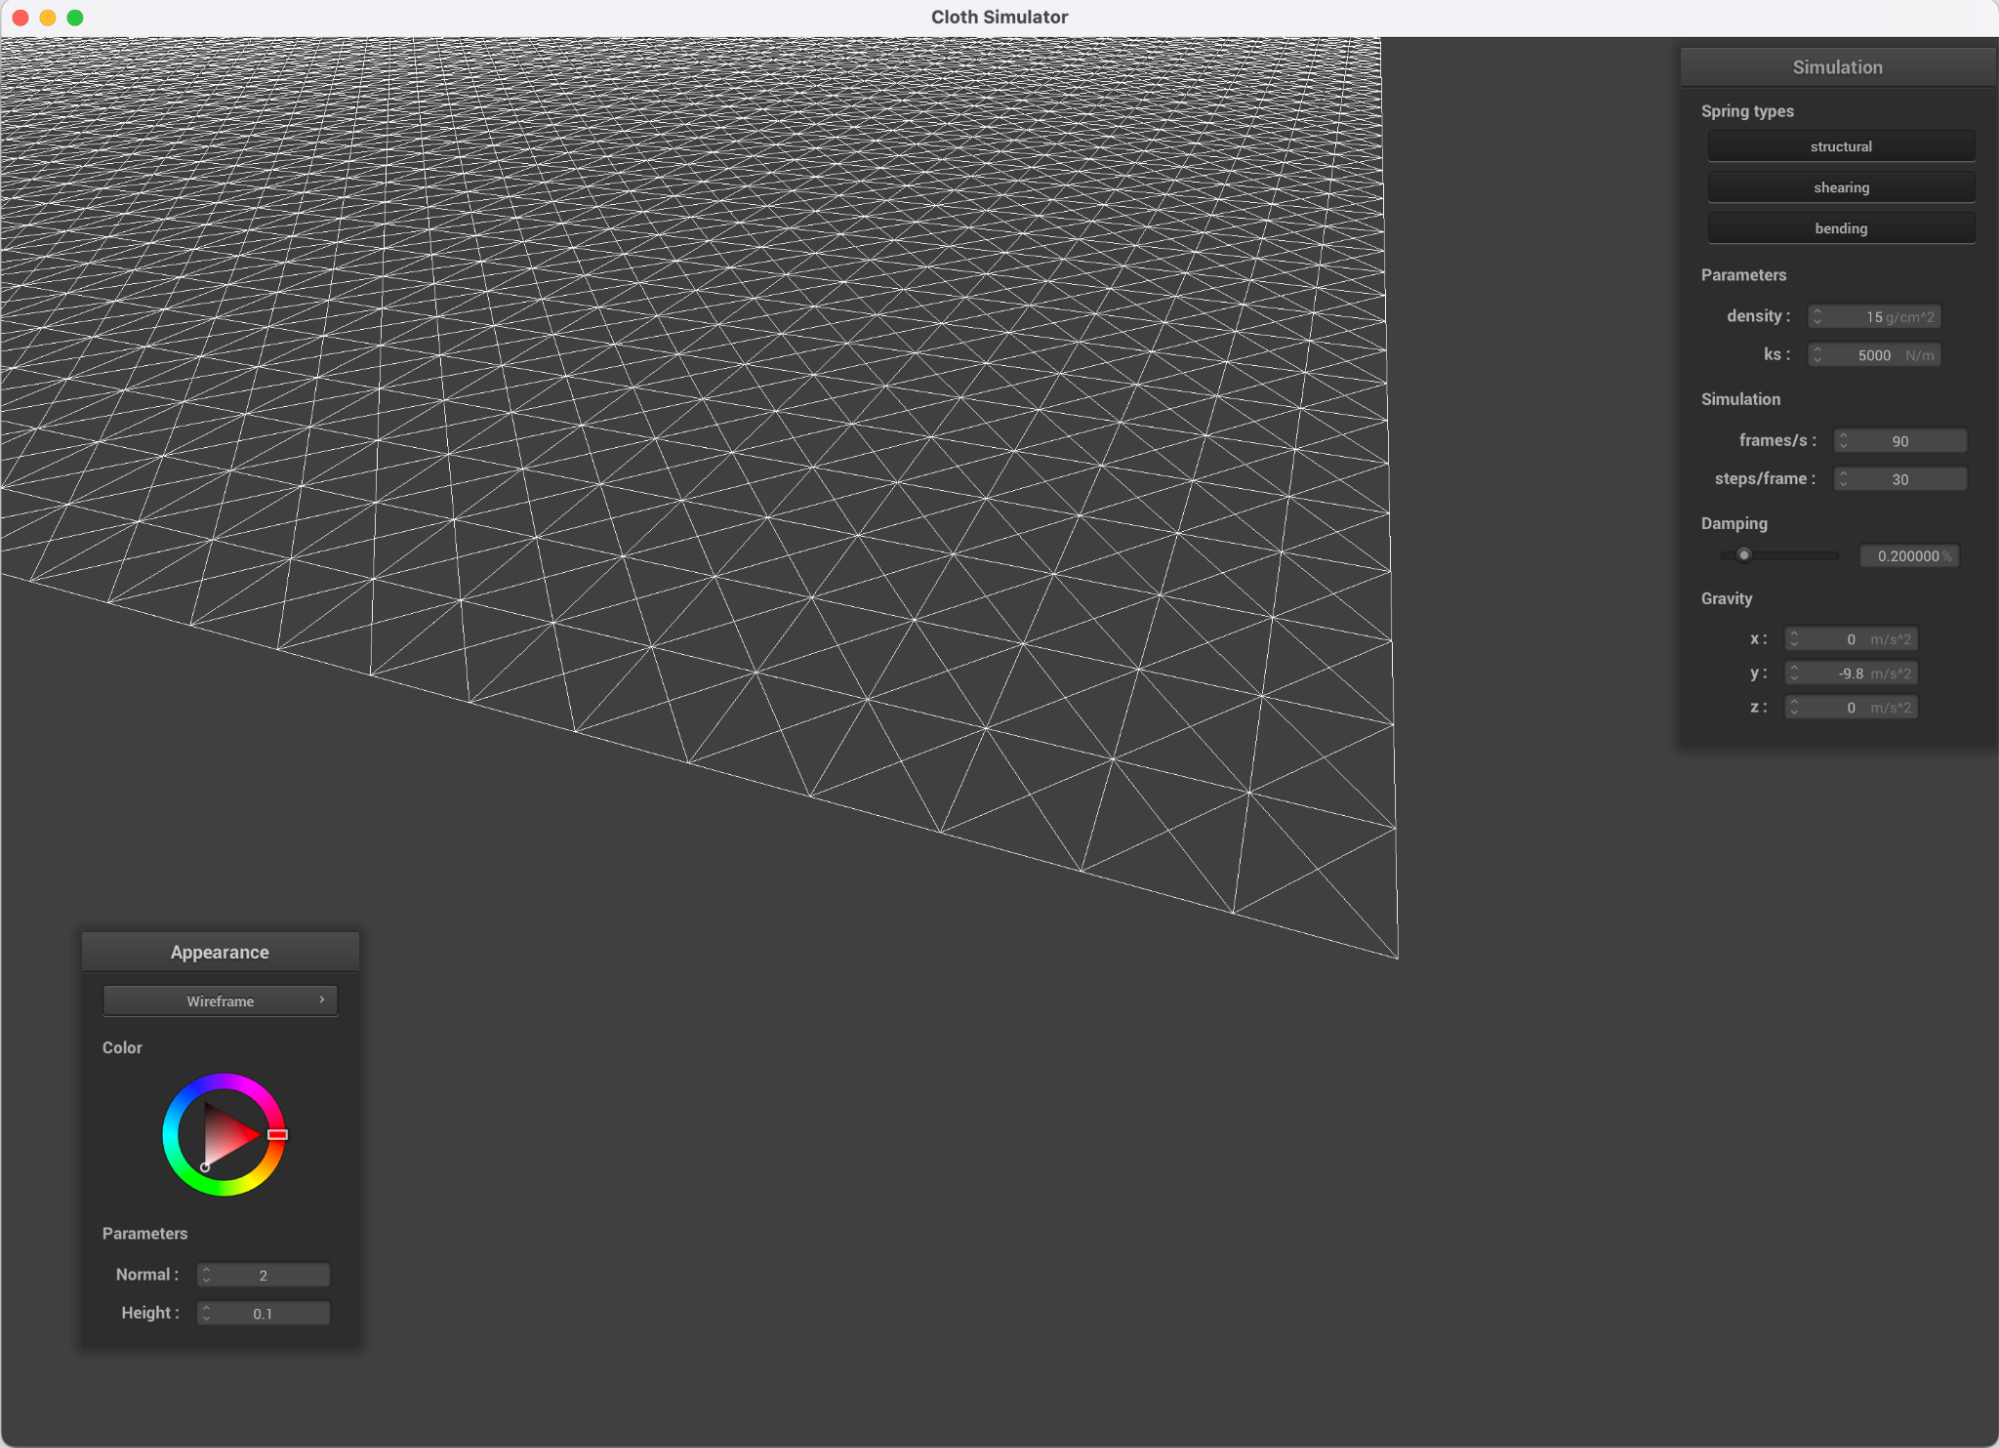 Cloth Simulator
Simulation
Spring types
structural
shearing
bending
Parameters
density : 15 g/cm^2
ks : 5000 N/m
Simulation
frames/s : 90
steps/frame : 30
Damping
0.200000 %
Gravity
x : 0 m/s^2
y : -9.8 m/s^2
z : 0 m/s^2
Appearance
Wireframe
Color
Parameters
Normal : 2
Height : 0.1